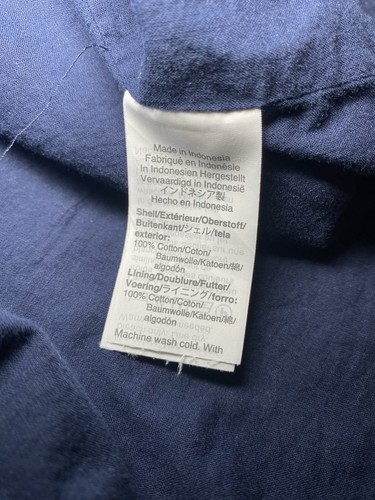 Made in Indonesia
Fabriqué en Indonésie
In Indonesien Hergestellt
Vervaardigd in Indonesië
インドネシア製
Hecho en Indonesia
Shell/Extérieur/Oberstoff/
Buitenkant/シェル/tela
exterior:
100% Cotton/Coton/
Baumwolle/Katoen/綿/
algodón
Lining/Doublure/Futter/
Voering/ライニング/forro:
100% Cotton/Coton/
Baumwolle/Katoen/綿/
algodón
Machine wash cold. With